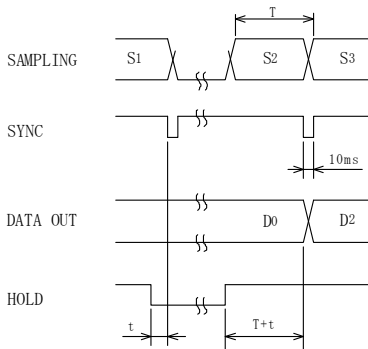 T
SAMPLING S1 S2 S3
SYNC
10ms
DATA OUT D0 D2
HOLD
t T+t